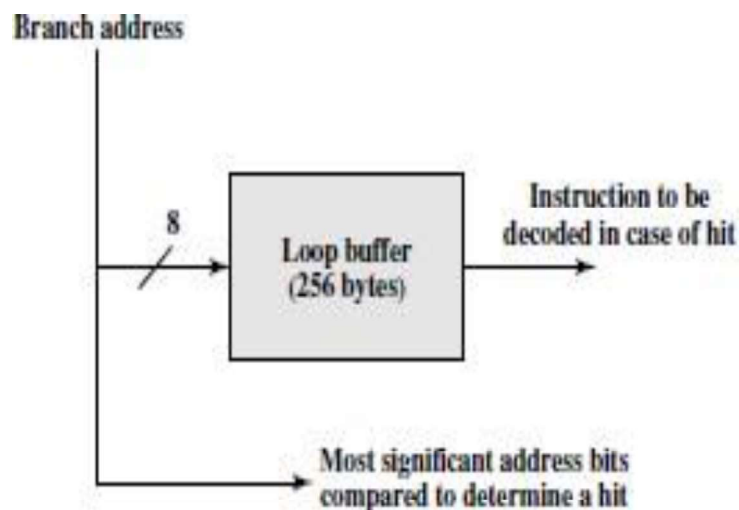 Branch address
8
Instruction to be
decoded in case of hit
Loop buffer
(256 bytes)
Most significant address bits
compared to determine a hit